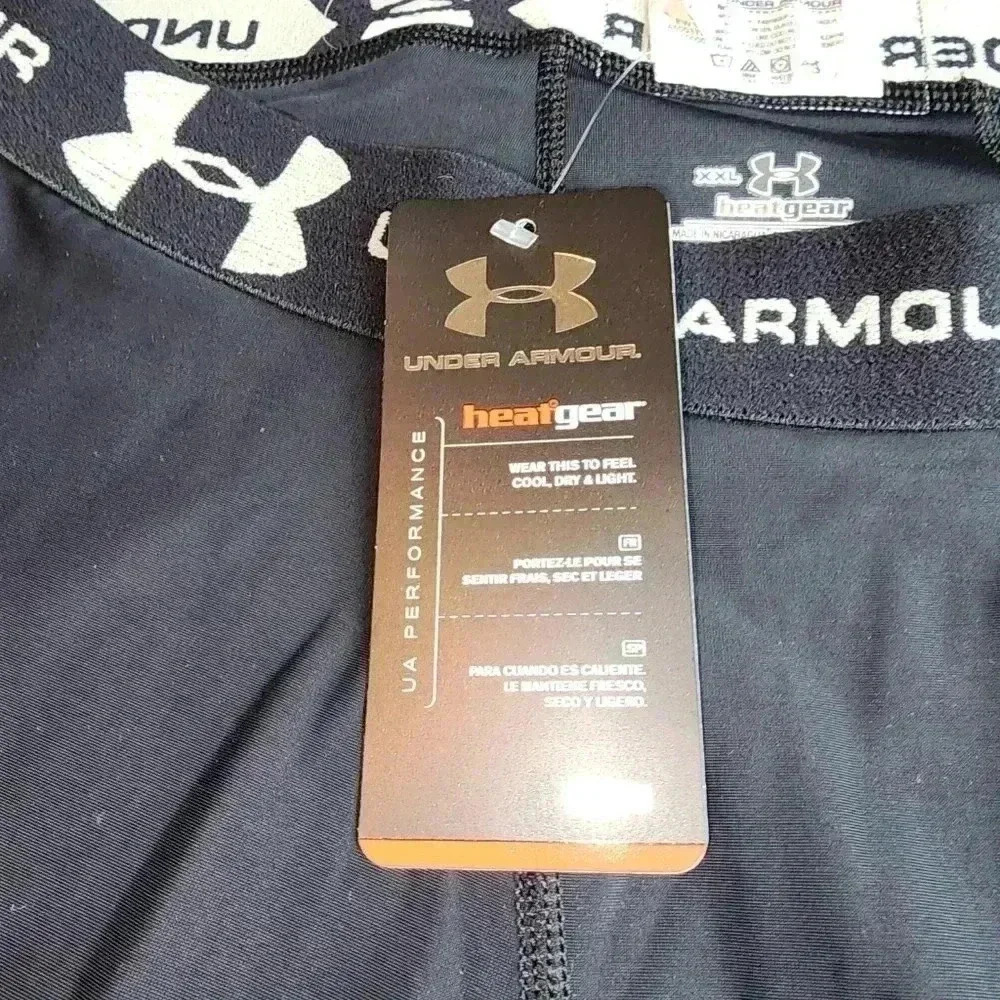 UNDER ARMOUR
XXL
heatgear
MADE IN NICARAGUA
ARMOU
UNDER ARMOUR.
heatgear
UA PERFORMANCE
WEAR THIS TO FEEL
COOL, DRY & LIGHT.
FR
PORTEZ-LE POUR SE
SENTIR FRAIS, SEC ET LEGER
SP
PARA CUANDO ES CALIENTE.
LE MANTIENE FRESCO,
SECO Y LIGERO.